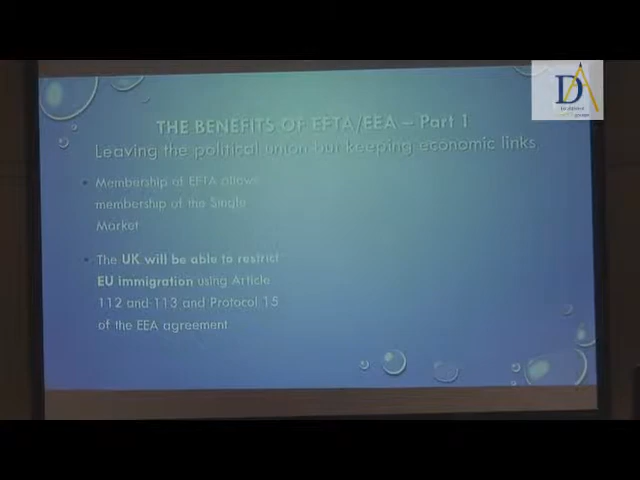 THE BENEFITS OF EFTA/EEA – Part 1
Leaving the political union but keeping economic links.
• Membership of EFTA allows
membership of the Single
Market
• The UK will be able to restrict
EU immigration using Article
112 and 113 and Protocol 15
of the EEA agreement
DA